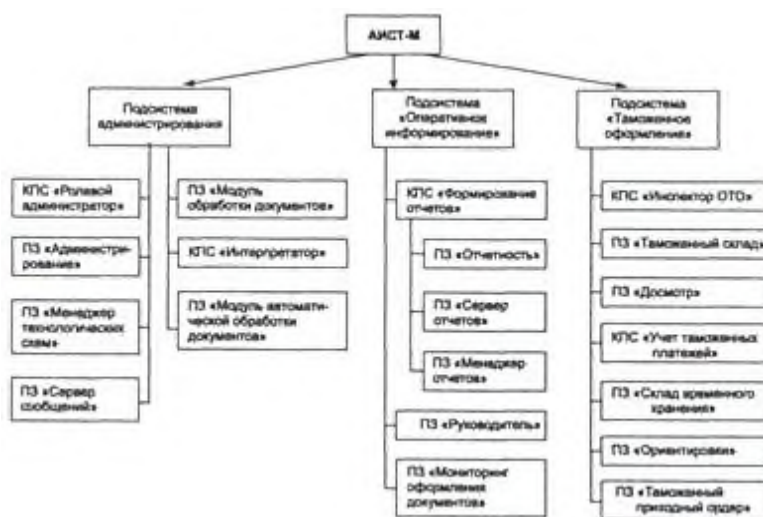 АИСТ-М
Подсистема
администрирования
КПС «Ролевой
администратор»
ПЗ «Администри-
рование»
ПЗ «Менеджер
технологических
схем»
ПЗ «Сервер
сообщений»
ПЗ «Модуль
обработки документов»
КПС «Интерпретатор»
ПЗ «Модуль автомати-
ческой обработки
документов»
Подсистема
«Оперативное
информирование»
КПС «Формирование
отчетов»
ПЗ «Отчетность»
ПЗ «Сервер
отчетов»
ПЗ «Менеджер
отчетов»
ПЗ «Руководитель»
ПЗ «Мониторинг
оформления
документов»
Подсистема
«Таможенное
оформление»
КПС «Инспектор ОТО»
ПЗ «Таможенный склад»
ПЗ «Досмотр»
КПС «Учет таможенных
платежей»
ПЗ «Склад временного
хранения»
ПЗ «Ориентировки»
ПЗ «Таможенный
приходный ордер»